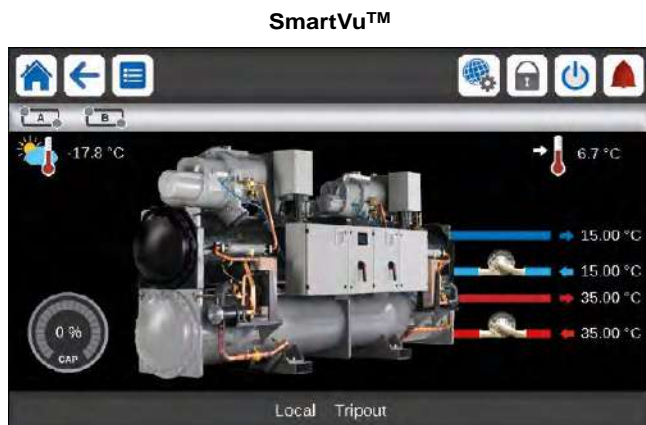 SmartVu™
A B
-17.8 °C 6.7 °C
15.00 °C
15.00 °C
35.00 °C
0 % 35.00 °C
CAP
Local Tripout